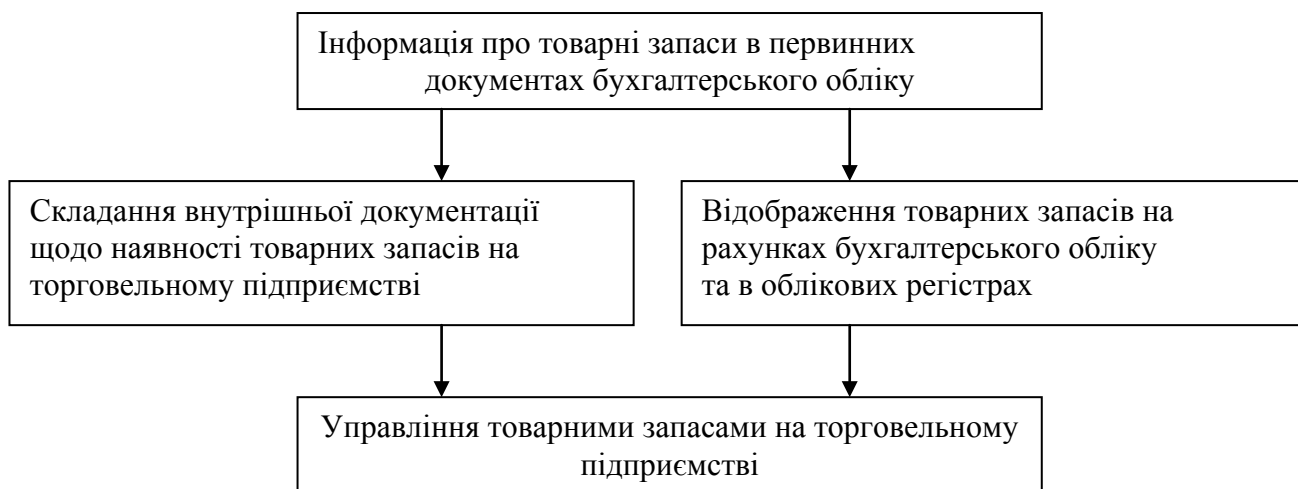 Інформація про товарні запаси в первинних
документах бухгалтерського обліку
Складання внутрішньої документації
щодо наявності товарних запасів на
торговельному підприємстві
Відображення товарних запасів на
рахунках бухгалтерського обліку
та в облікових регістрах
Управління товарними запасами на торговельному
підприємстві